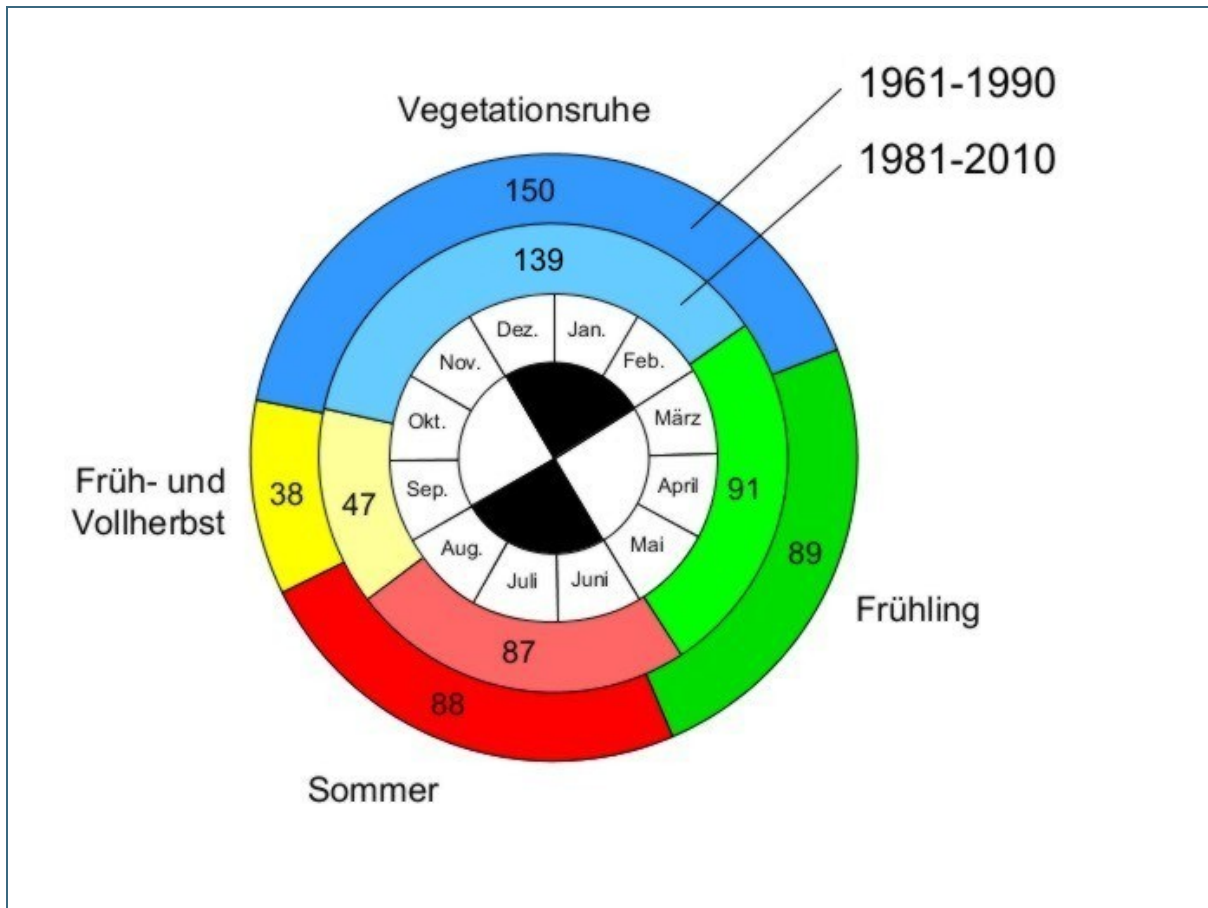 1961-1990
Vegetationsruhe
1981-2010
150
139
Dez.
Jan.
Nov.
Feb.
Okt.
März
Früh- und
Vollherbst
38
47
Sep.
April
91
Aug.
Mai
Juli
Juni
89
Frühling
87
88
Sommer